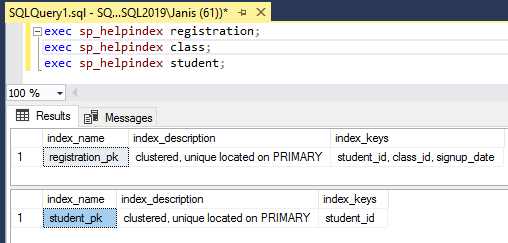 SQLQuery1.sql - SQ...SQL2019\Janis (61))*
exec sp_helpindex registration;
exec sp_helpindex class;
exec sp_helpindex student;
100 %
Results Messages
index_name index_description index_keys
1 registration_pk clustered, unique located on PRIMARY student_id, class_id, signup_date
index_name index_description index_keys
1 student_pk clustered, unique located on PRIMARY student_id